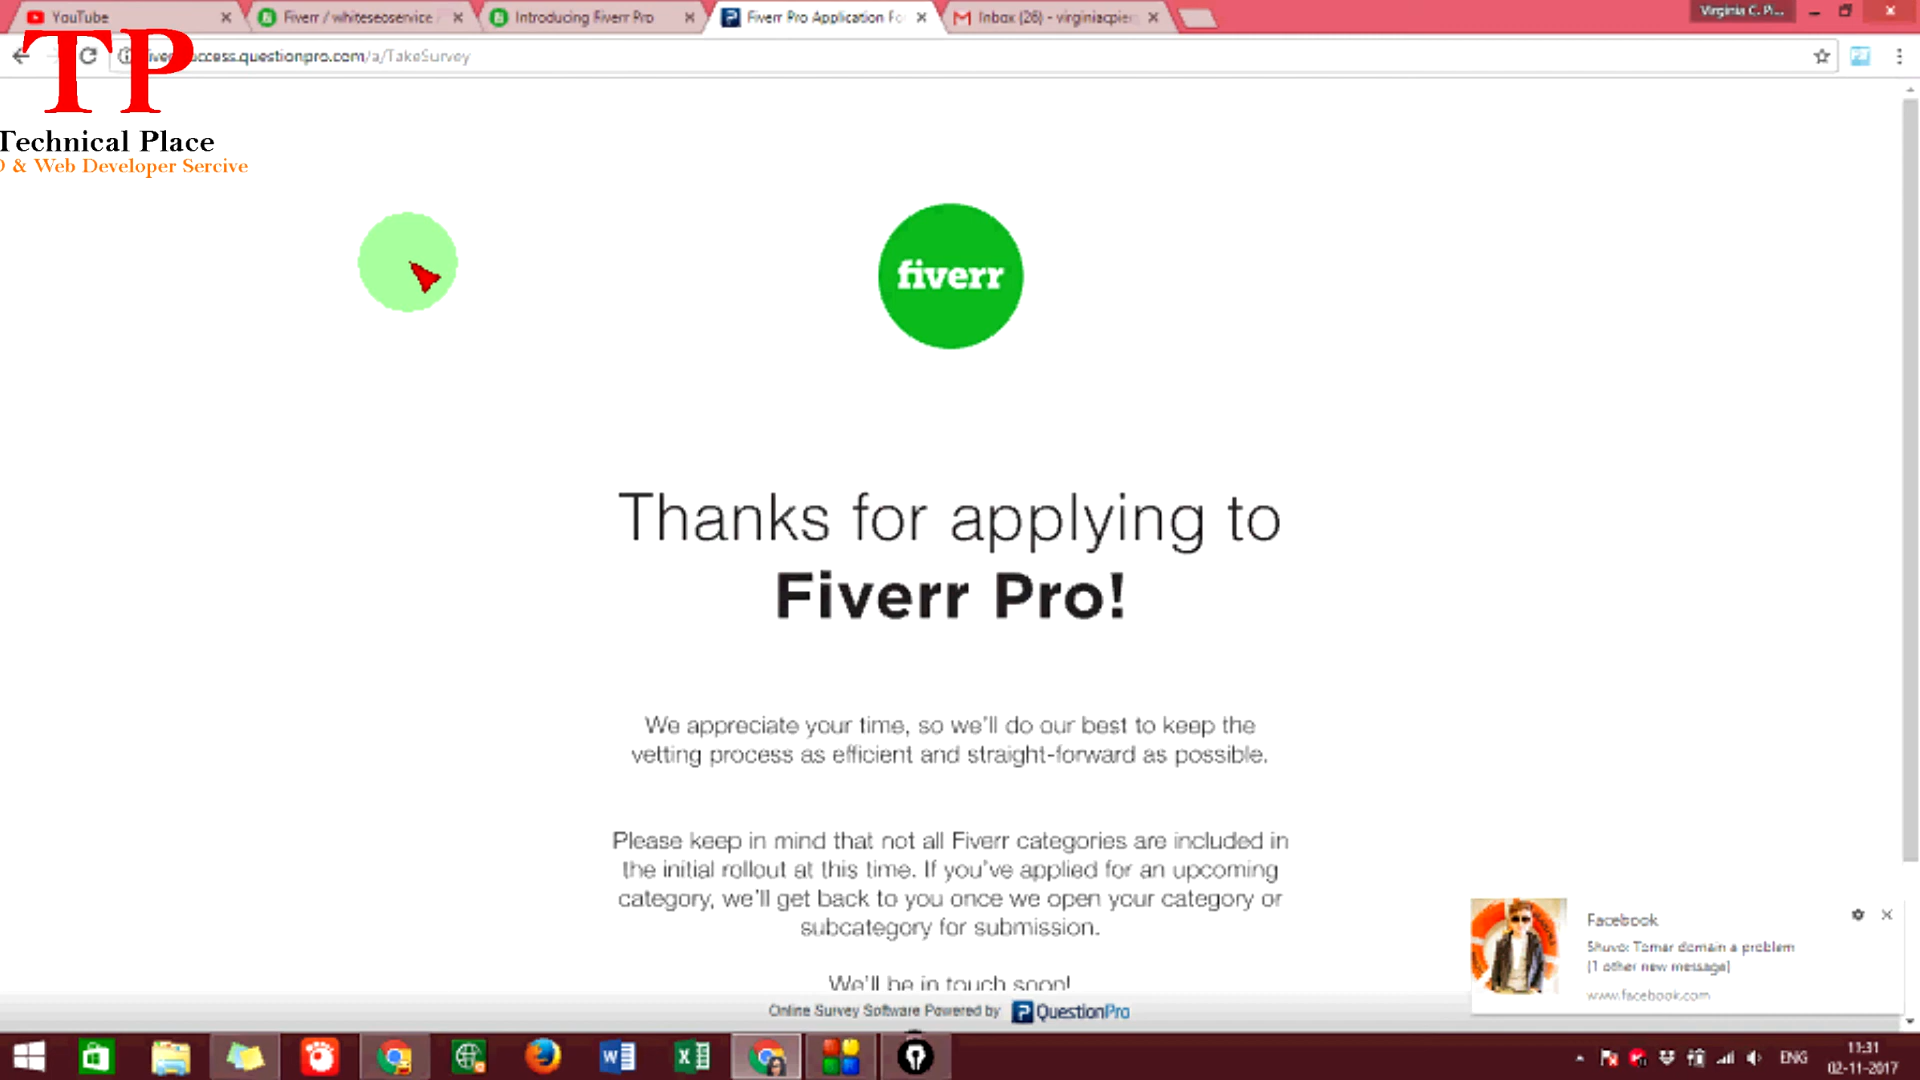 YouTube
Fiverr / whiteseoservice
Introducing Fiverr Pro
Fiverr Pro Application Fo
Inbox (26) - virginiacpier
Virginia C. Pi...
ccess.questionpro.com/a/TakeSurvey
TP
Technical Place
& Web Developer Sercive
fiverr
Thanks for applying to
Fiverr Pro!
We appreciate your time, so we'll do our best to keep the
vetting process as efficient and straight-forward as possible.
Please keep in mind that not all Fiverr categories are included in
the initial rollout at this time. If you've applied for an upcoming
category, we'll get back to you once we open your category or
subcategory for submission.
We'll be in touch soon!
Online Survey Software Powered by QuestionPro
Facebook
Shuvo: Tomar domain a problem
(1 other new message)
www.facebook.com
ENG
11:31
02-11-2017